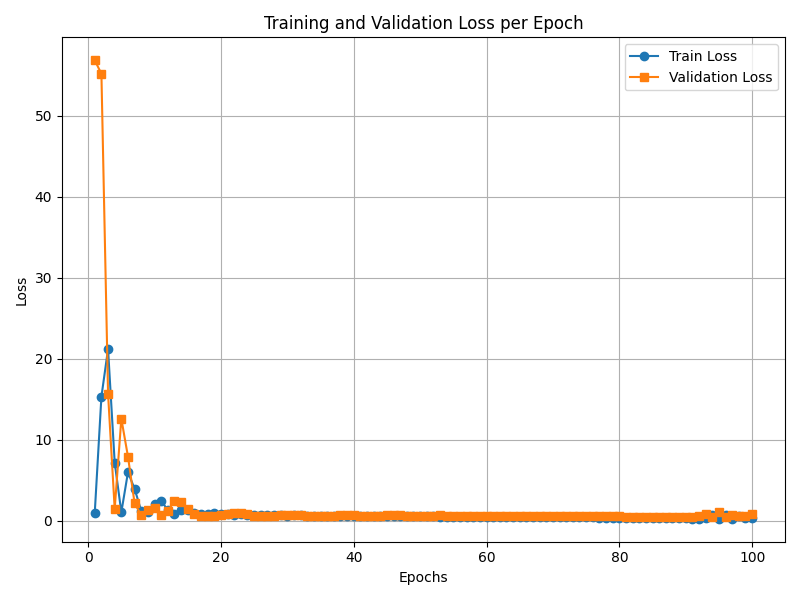 Training and Validation Loss per Epoch
Train Loss
Validation Loss
50
40
30
20
10
0
Loss
0 20 40 60 80 100
Epochs